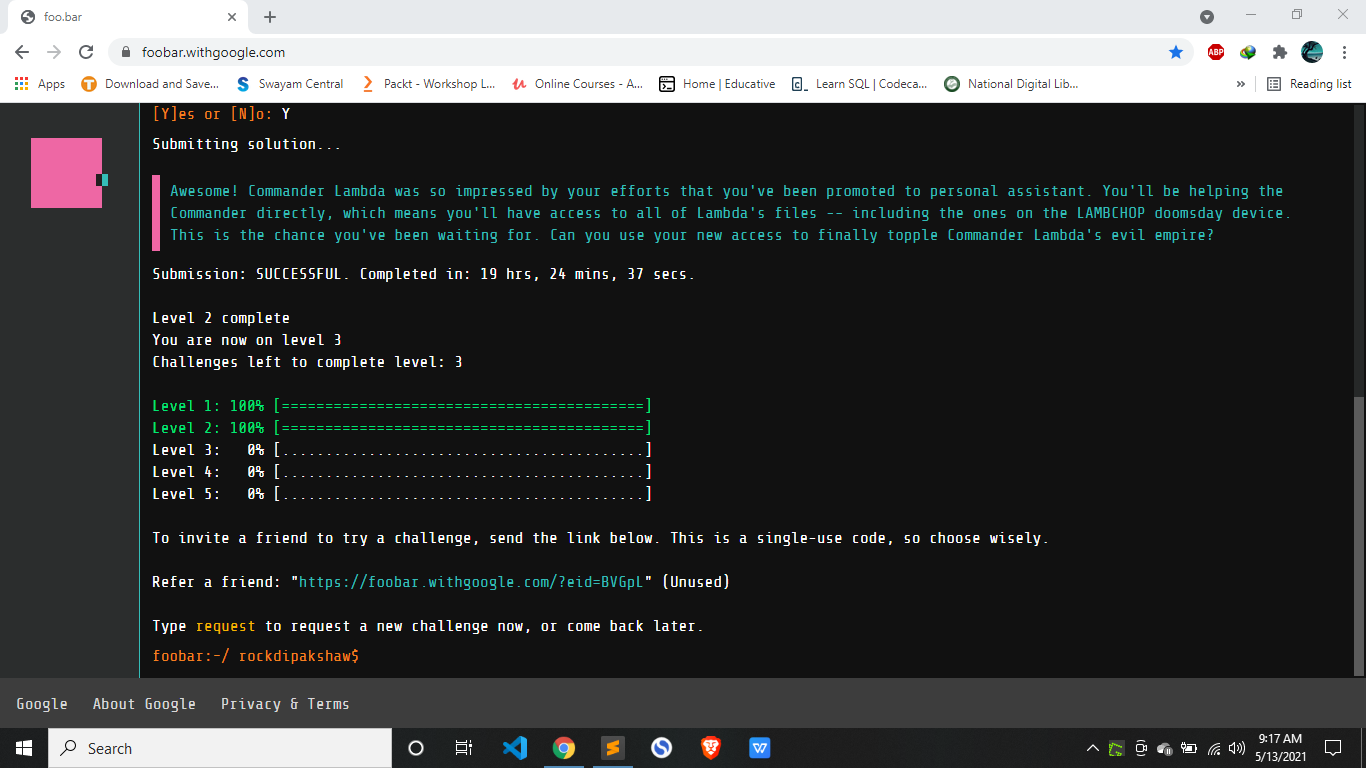 foo.bar
foobar.withgoogle.com
ABP
Apps
Download and Save...
Swayam Central
Packt - Workshop L...
Online Courses - A...
Home | Educative
Learn SQL | Codeca...
National Digital Lib...
»
Reading list
[Y]es or [N]o: Y
Submitting solution...
Awesome! Commander Lambda was so impressed by your efforts that you've been promoted to personal assistant. You'll be helping the
Commander directly, which means you'll have access to all of Lambda's files -- including the ones on the LAMBCHOP doomsday device.
This is the chance you've been waiting for. Can you use your new access to finally topple Commander Lambda's evil empire?
Submission: SUCCESSFUL. Completed in: 19 hrs, 24 mins, 37 secs.
Level 2 complete
You are now on level 3
Challenges left to complete level: 3
Level 1: 100% [==========================================]
Level 2: 100% [==========================================]
Level 3:   0% [..........................................]
Level 4:   0% [..........................................]
Level 5:   0% [..........................................]
To invite a friend to try a challenge, send the link below. This is a single-use code, so choose wisely.
Refer a friend: "https://foobar.withgoogle.com/?eid=BVGpL" (Unused)
Type request to request a new challenge now, or come back later.
foobar:~/ rockdipakshaw$
Google
About Google
Privacy & Terms
Search
9:17 AM
5/13/2021